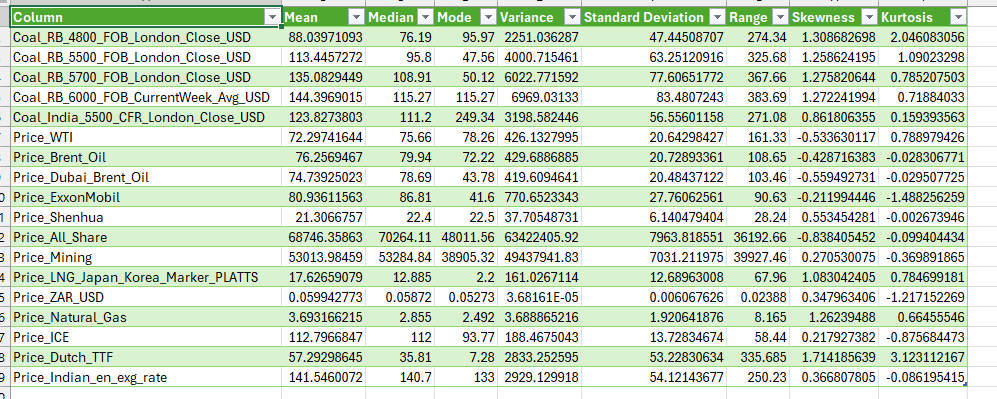 Column Mean Median Mode Variance Standard Deviation Range Skewness Kurtosis
Coal_RB_4800_FOB_London_Close_USD 88.03971093 76.19 95.97 2251.036287 47.44508707 274.34 1.308682698 2.046083056
Coal_RB_5500_FOB_London_Close_USD 113.4457272 95.8 47.56 4000.715461 63.25120916 325.68 1.258624195 1.09023298
Coal_RB_5700_FOB_London_Close_USD 135.0829449 108.91 50.12 6022.771592 77.60651772 367.66 1.275820644 0.785207503
Coal_RB_6000_FOB_CurrentWeek_Avg_USD 144.3969015 115.27 115.27 6969.03133 83.4807243 383.69 1.272241994 0.71884033
Coal_India_5500_CFR_London_Close_USD 123.8273803 111.2 249.34 3198.582446 56.55601158 271.08 0.861806355 0.159393563
Price_WTI 72.29741644 75.66 78.26 426.1327995 20.64298427 161.33 -0.533630117 0.788979426
Price_Brent_Oil 76.2569467 79.94 72.22 429.6886885 20.72893361 108.65 -0.428716383 -0.028306771
Price_Dubai_Brent_Oil 74.73925023 78.69 43.78 419.6094641 20.48437122 103.46 -0.559492731 -0.029507725
Price_ExxonMobil 80.93611563 86.81 41.6 770.6523343 27.76062561 90.63 -0.211994446 -1.488256259
Price_Shenhua 21.3066757 22.4 22.5 37.70548731 6.140479404 28.24 0.553454281 -0.002673946
Price_All_Share 68746.35863 70264.11 48011.56 63422405.92 7963.818551 36192.66 -0.838405452 -0.099404434
Price_Mining 53013.98459 53284.84 38905.32 49437941.83 7031.211975 39927.46 0.270530075 -0.369891865
Price_LNG_Japan_Korea_Marker_PLATTS 17.62659079 12.885 2.2 161.0267114 12.68963008 67.96 1.083042405 0.784699181
Price_ZAR_USD 0.059942773 0.05872 0.05273 3.68161E-05 0.006067626 0.02388 0.347963406 -1.217152269
Price_Natural_Gas 3.693166215 2.855 2.492 3.688865216 1.920641876 8.165 1.26239488 0.66455546
Price_ICE 112.7966847 112 93.77 188.4675043 13.72834674 58.44 0.217927382 -0.875684473
Price_Dutch_TTF 57.29298645 35.81 7.28 2833.252595 53.22830634 335.685 1.714185639 3.123112167
Price_Indian_en_exg_rate 141.5460072 140.7 133 2929.129918 54.12143677 250.23 0.366807805 -0.086195415